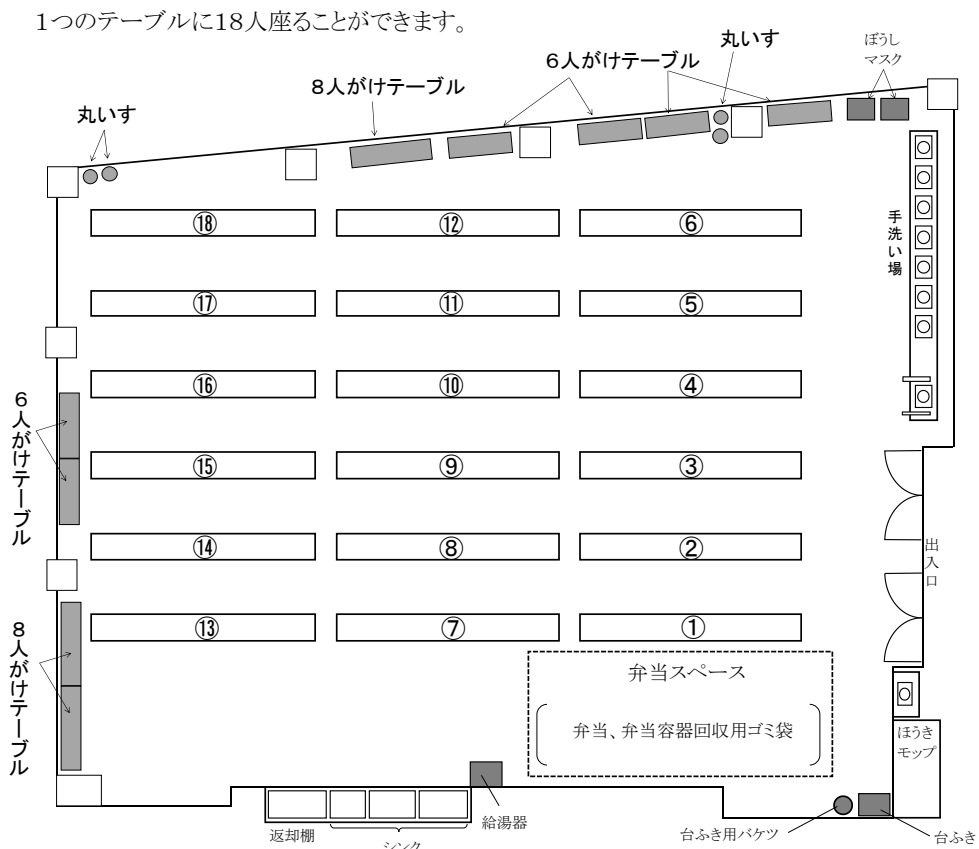 1つのテーブルに18人座ることができます。
丸いす
ぼうし
マスク
6人がけテーブル
8人がけテーブル
丸いす
⑱
⑫
⑥
手洗い場
⑰
⑪
⑤
⑯
⑩
④
6人がけテーブル
⑮
⑨
③
⑭
⑧
②
出入口
⑬
⑦
①
8人がけテーブル
弁当スペース
弁当、弁当容器回収用ゴミ袋
ほうき
モップ
給湯器
返却棚
シンク
台ふき用バケツ
台ふき